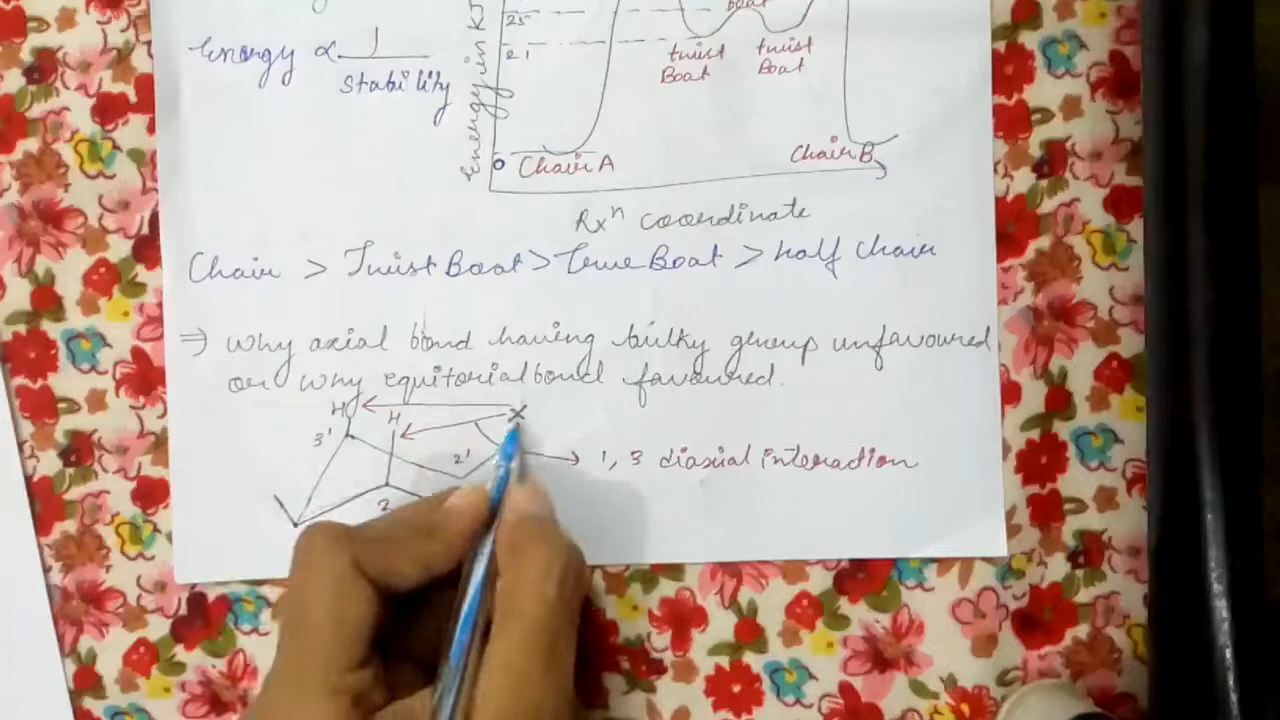 Energy ∝ 1
Stability
Energy in KJ
25
21
0
boat
twist
Boat
twist
Boat
Chair A
Chair B
Rxⁿ coordinate
Chair > Twist Boat > True Boat > half Chair
⇒ why axial bond having bulky group unfavoured
or why equitorial bond favoured.
H
H
X
3'
2'
2
→ 1, 3 diaxial interaction